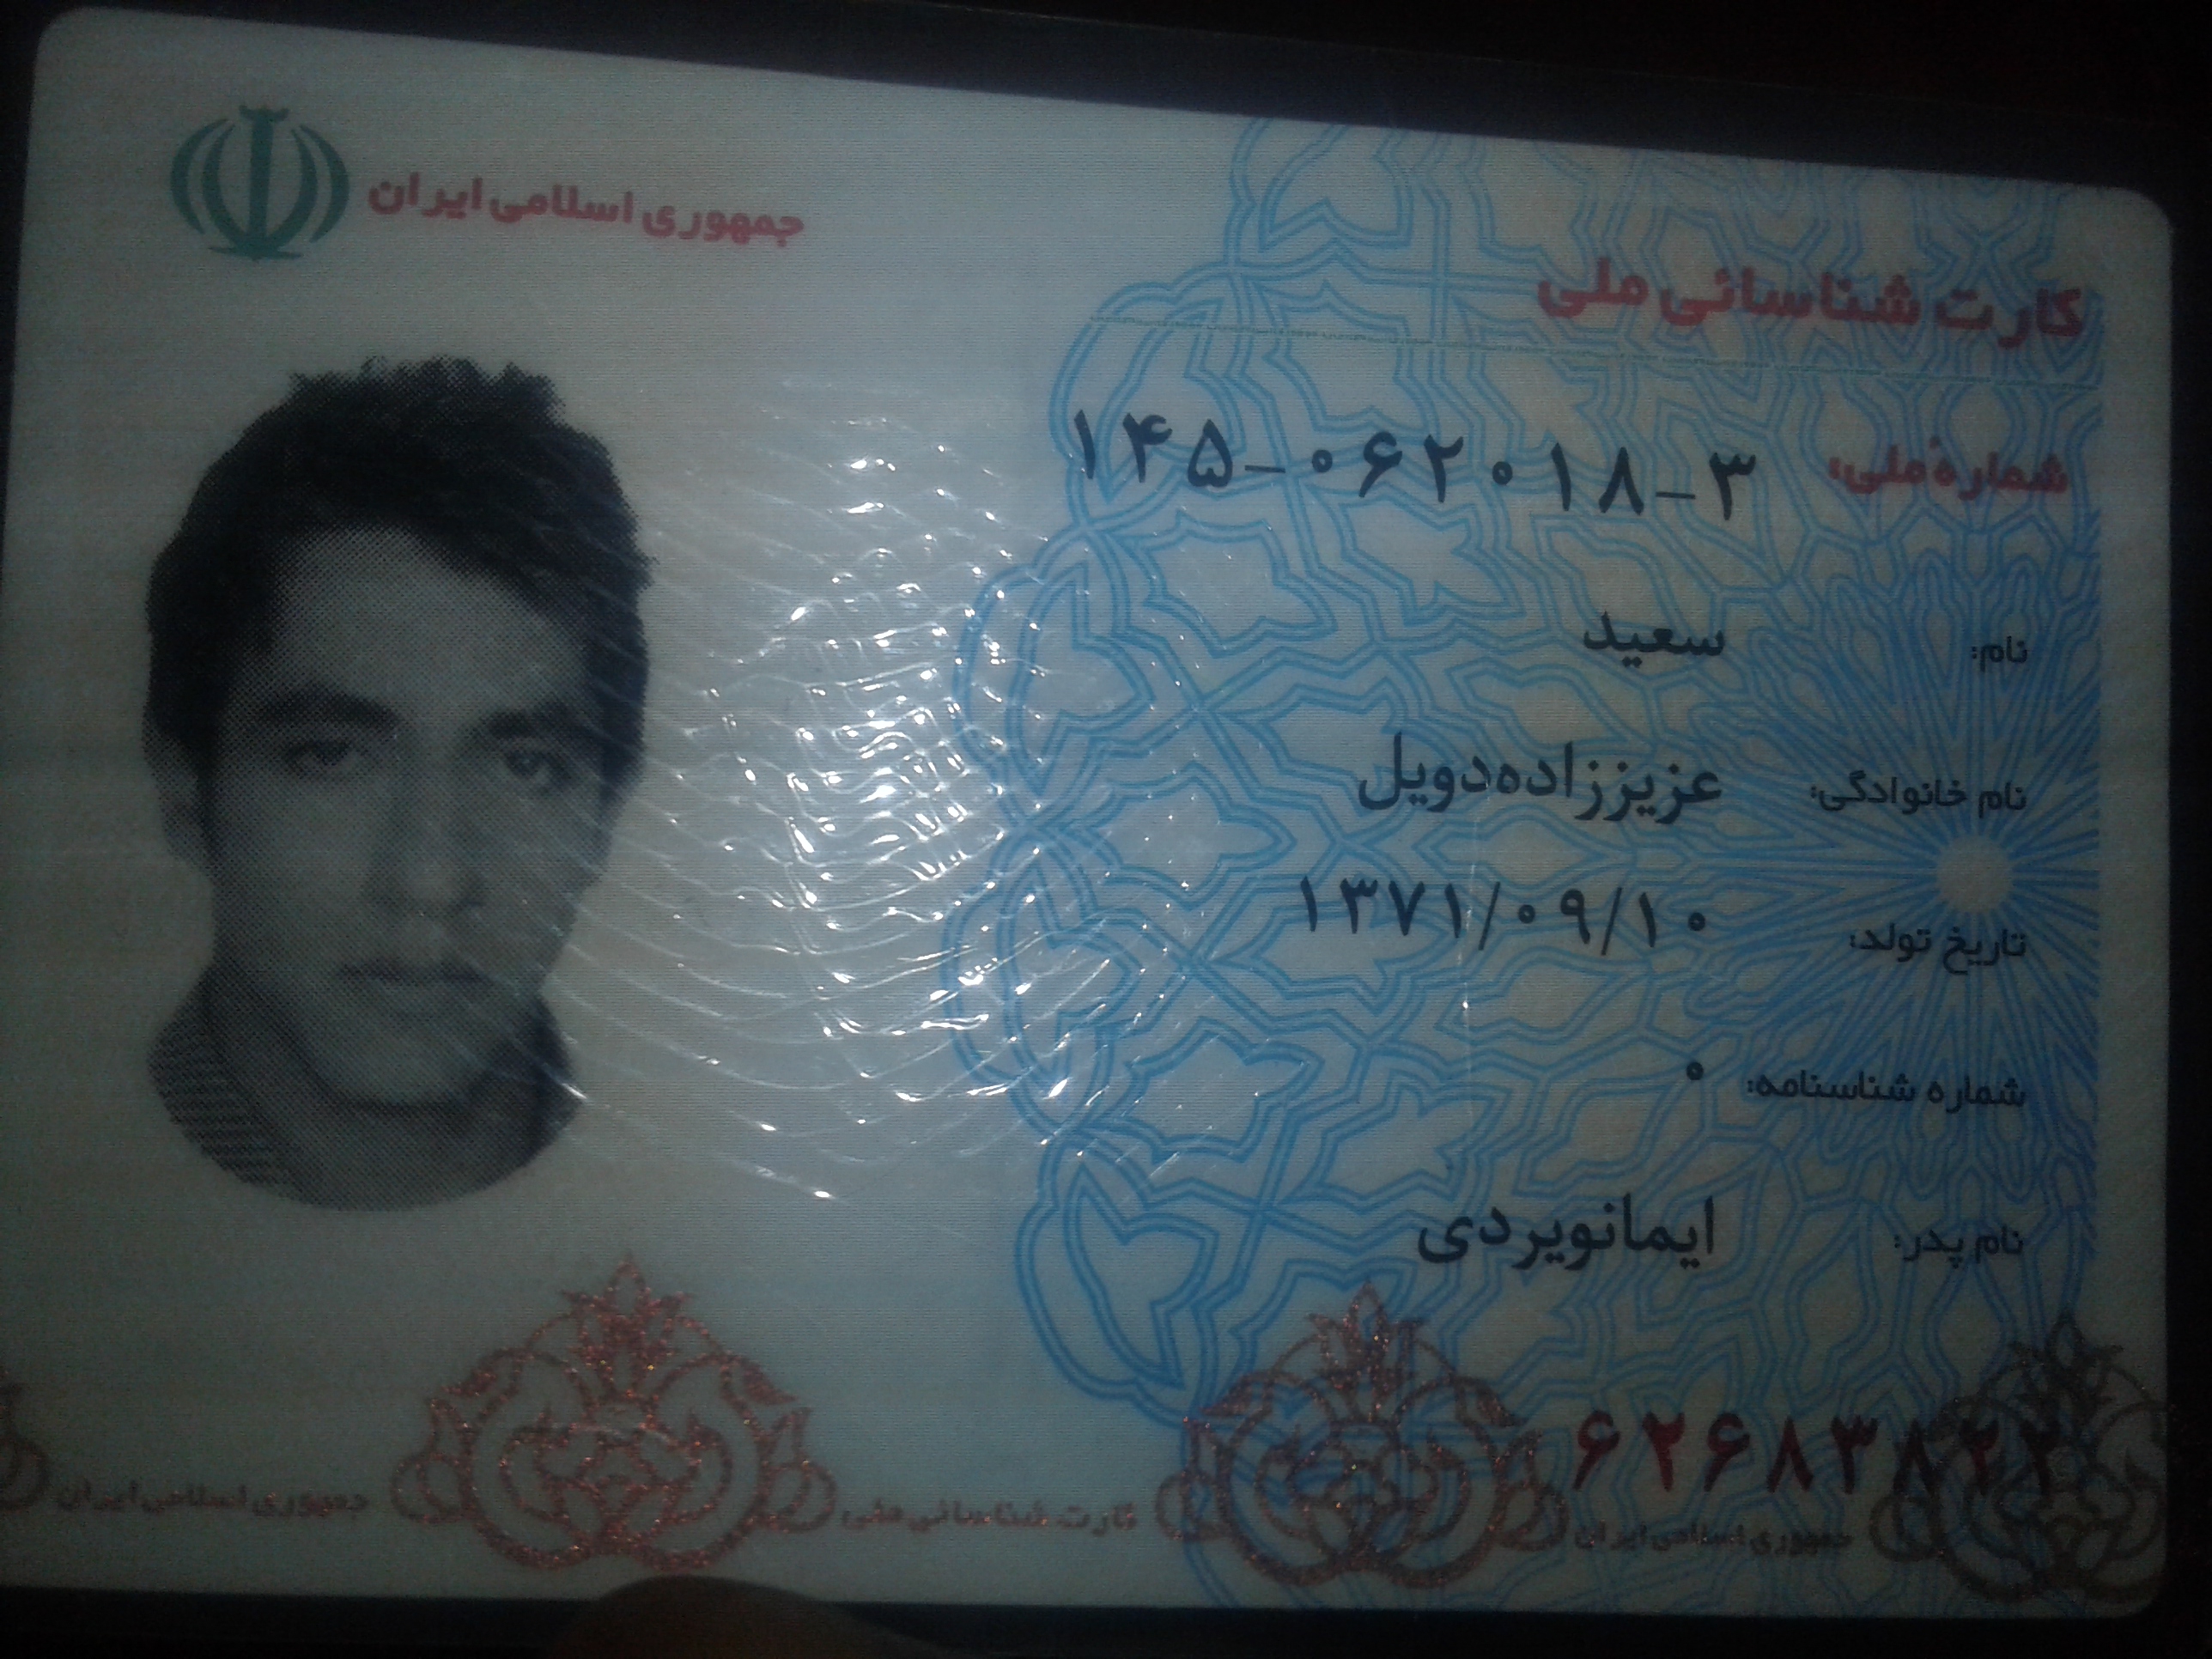 جمهوری اسلامی ایران
کارت شناسائی ملی
شمارهٔ ملی: ۱۴۵-۰۶۲۰۱۸-۳
نام: سعید
نام خانوادگی: عزیززاده‌دویل
تاریخ تولد: ۱۳۷۱/۰۹/۱۰
شماره شناسنامه: ۰
نام پدر: ایمانویردی
۶۲۶۸۳۸۲۲
جمهوری اسلامی ایران کارت شناسائی ملی جمهوری اسلامی ایران